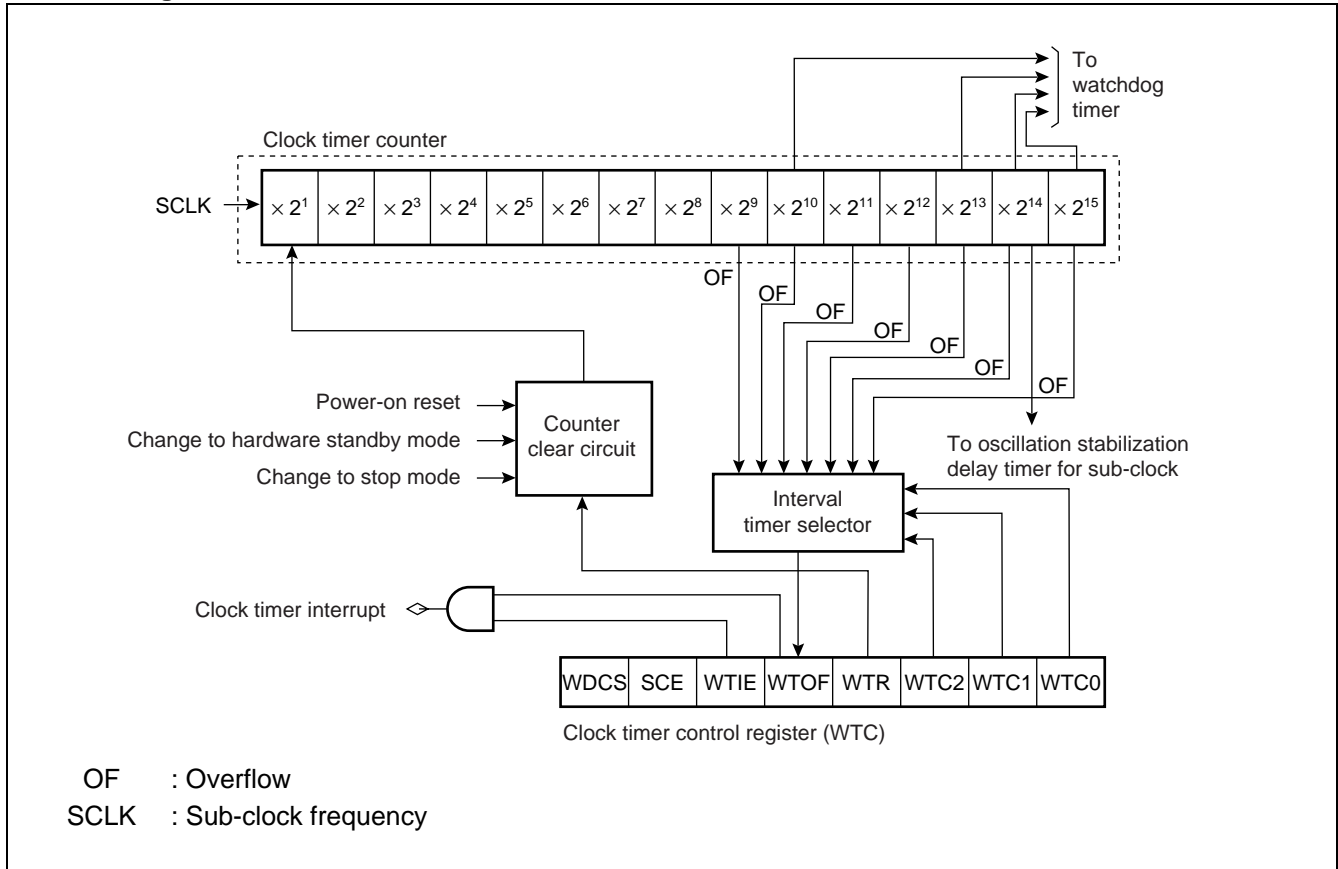 To
watchdog
timer
Clock timer counter
SCLK
× 2¹ × 2² × 2³ × 2⁴ × 2⁵ × 2⁶ × 2⁷ × 2⁸ × 2⁹ × 2¹⁰ × 2¹¹ × 2¹² × 2¹³ × 2¹⁴ × 2¹⁵
OF
OF
OF
OF
OF
OF
OF
Power-on reset
Change to hardware standby mode
Change to stop mode
Counter
clear circuit
To oscillation stabilization
delay timer for sub-clock
Interval
timer selector
Clock timer interrupt
WDCS SCE WTIE WTOF WTR WTC2 WTC1 WTC0
Clock timer control register (WTC)
OF : Overflow
SCLK : Sub-clock frequency